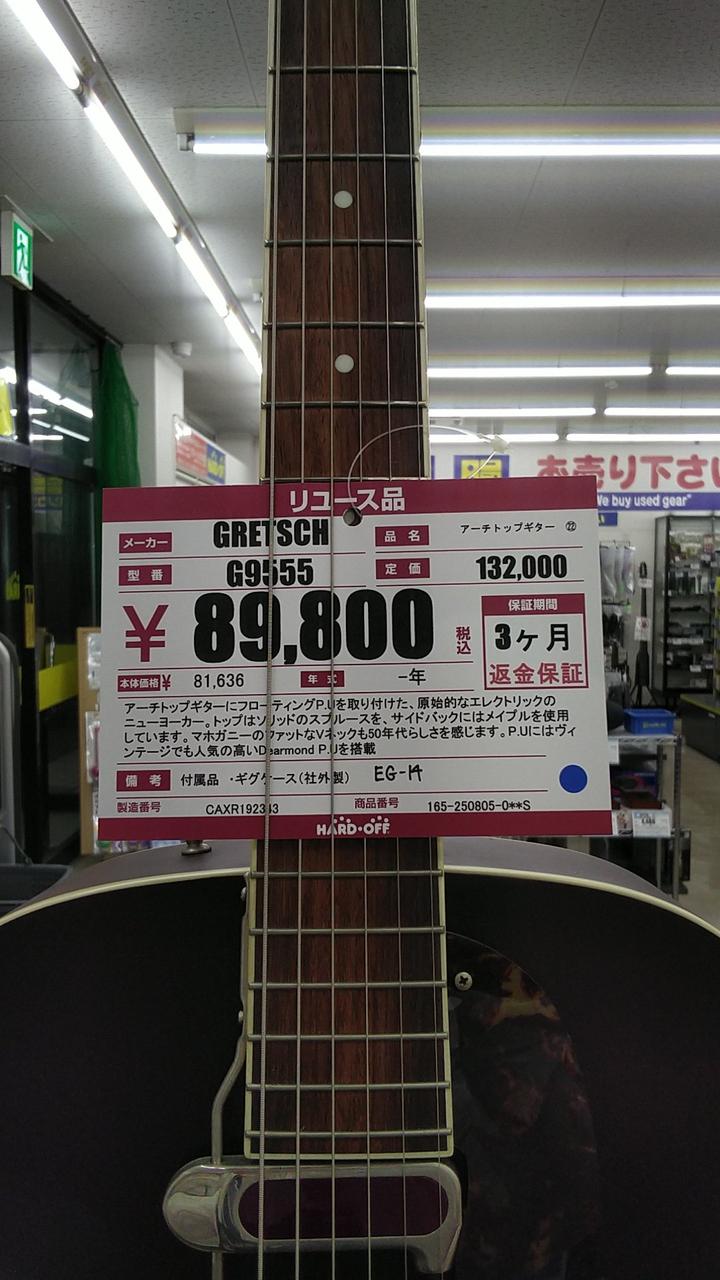 お売り下さい
We buy used gear"
リユース品
メーカー GRETSCH 品名 アーチトップギター ㉒
型番 G9555 定価 132,000
¥ 89,800 税込
保証期間
3ヶ月
返金保証
本体価格¥ 81,636 年式 -年
アーチトップギターにフローティングP.Uを取り付けた、原始的なエレクトリックの
ニューヨーカー。トップはソリッドのスプルースを、サイドバックにはメイプルを使用
しています。マホガニーのファットなVネックも50年代らしさを感じます。P.Uにはヴィ
ンテージでも人気の高いDearmond P.Uを搭載
備考 付属品 ・ギグケース(社外製) EG-14
製造番号 CAXR192343 商品番号 165-250805-0**S
HARD・OFF